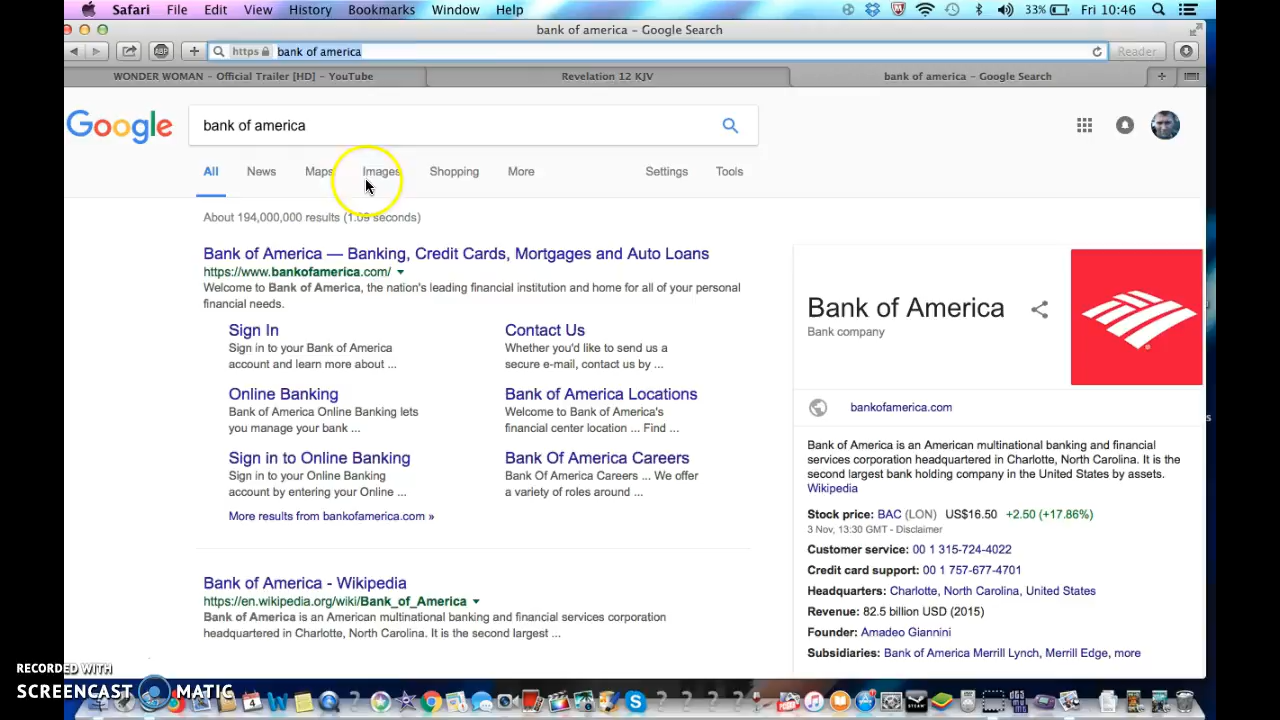 Safari File Edit View History Bookmarks Window Help 33% Fri 10:46
bank of america – Google Search
https bank of america Reader
ABP
WONDER WOMAN - Official Trailer [HD] - YouTube
Revelation 12 KJV
bank of america – Google Search
Google
bank of america
All News Maps Images Shopping More Settings Tools
About 194,000,000 results (1.09 seconds)
Bank of America — Banking, Credit Cards, Mortgages and Auto Loans
https://www.bankofamerica.com/
Welcome to Bank of America, the nation's leading financial institution and home for all of your personal
financial needs.
Sign In
Sign in to your Bank of America
account and learn more about ...
Contact Us
Whether you'd like to send us a
secure e-mail, contact us by ...
Online Banking
Bank of America Online Banking lets
you manage your bank ...
Bank of America Locations
Welcome to Bank of America's
financial center location ... Find ...
Sign in to Online Banking
Sign in to your Online Banking
account by entering your Online ...
Bank Of America Careers
Bank Of America Careers ... We offer
a variety of roles around ...
More results from bankofamerica.com »
Bank of America - Wikipedia
https://en.wikipedia.org/wiki/Bank_of_America
Bank of America is an American multinational banking and financial services corporation
headquartered in Charlotte, North Carolina. It is the second largest ...
Bank of America
Bank company
bankofamerica.com
Bank of America is an American multinational banking and financial
services corporation headquartered in Charlotte, North Carolina. It is the
second largest bank holding company in the United States by assets.
Wikipedia
Stock price: BAC (LON) US$16.50 +2.50 (+17.86%)
3 Nov, 13:30 GMT - Disclaimer
Customer service: 00 1 315-724-4022
Credit card support: 00 1 757-677-4701
Headquarters: Charlotte, North Carolina, United States
Revenue: 82.5 billion USD (2015)
Founder: Amadeo Giannini
Subsidiaries: Bank of America Merrill Lynch, Merrill Edge, more
RECORDED WITH
SCREENCAST MATIC